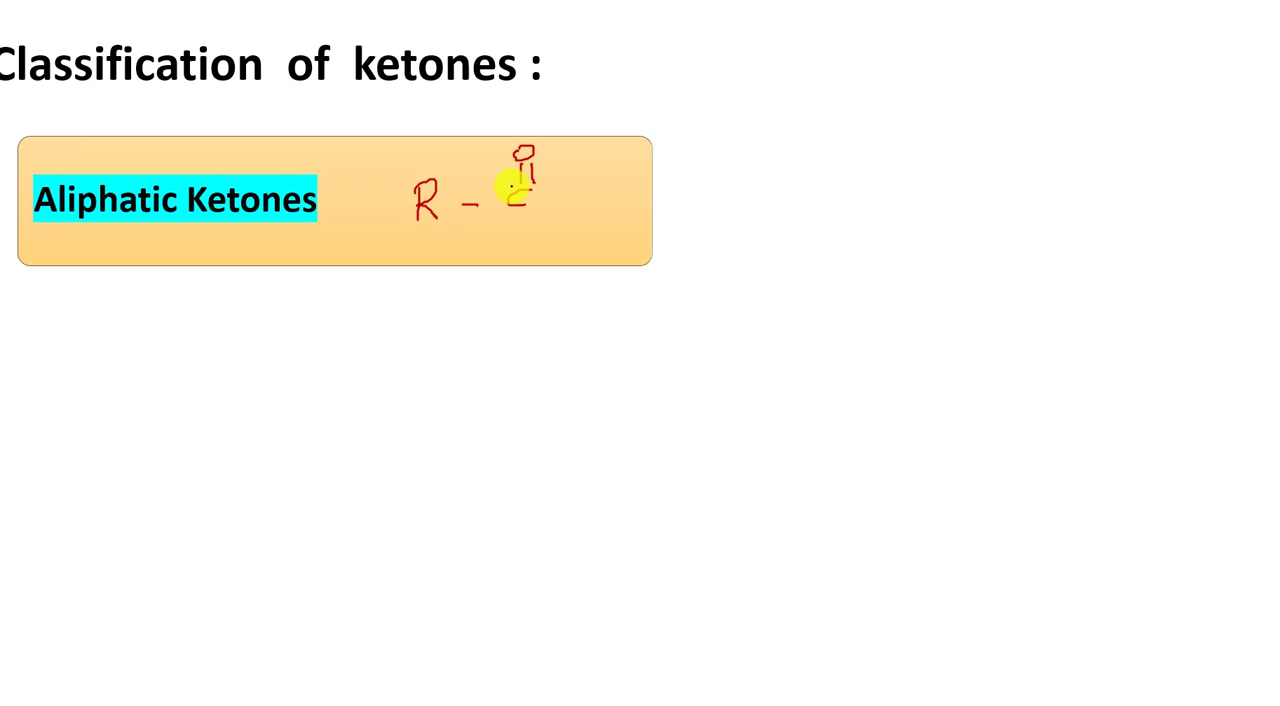 Classification of ketones :
O
||
Aliphatic Ketones R - C